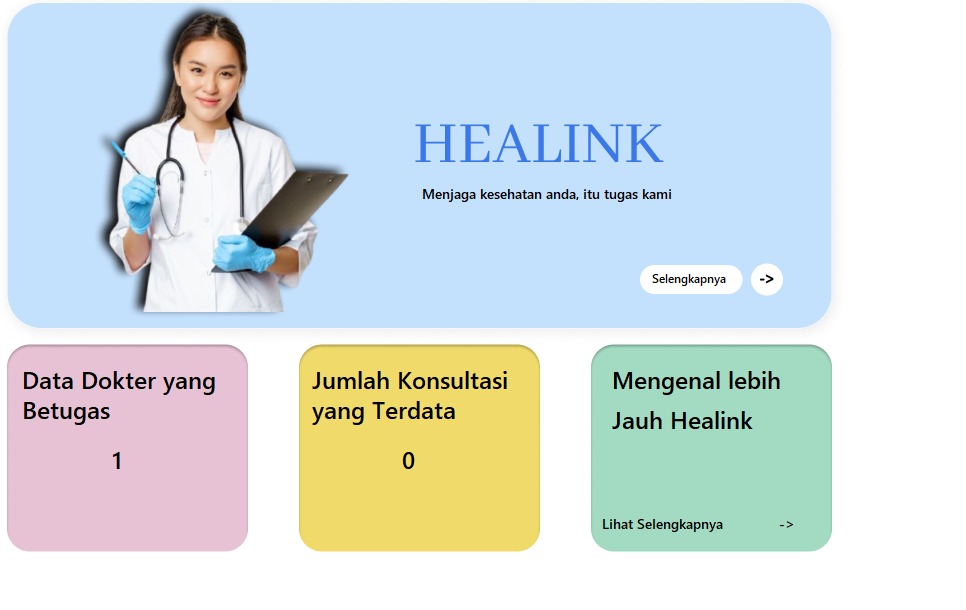 HEALINK
Menjaga kesehatan anda, itu tugas kami
Selengkapnya ->
Data Dokter yang
Betugas
1
Jumlah Konsultasi
yang Terdata
0
Mengenal lebih
Jauh Healink
Lihat Selengkapnya ->